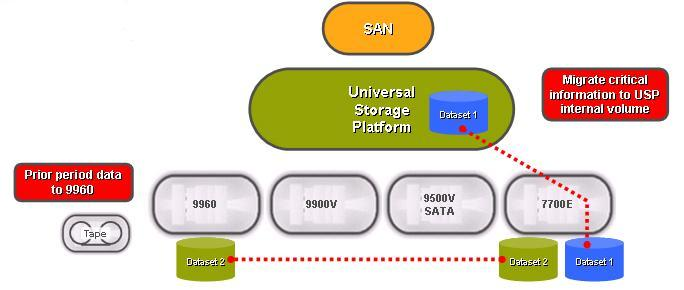 SAN
Universal
Storage
Platform
Dataset 1
Migrate critical
information to USP
internal volume
Prior period data
to 9960
Tape
9960
9900V
9500V
SATA
7700E
Dataset 2
Dataset 2
Dataset 1